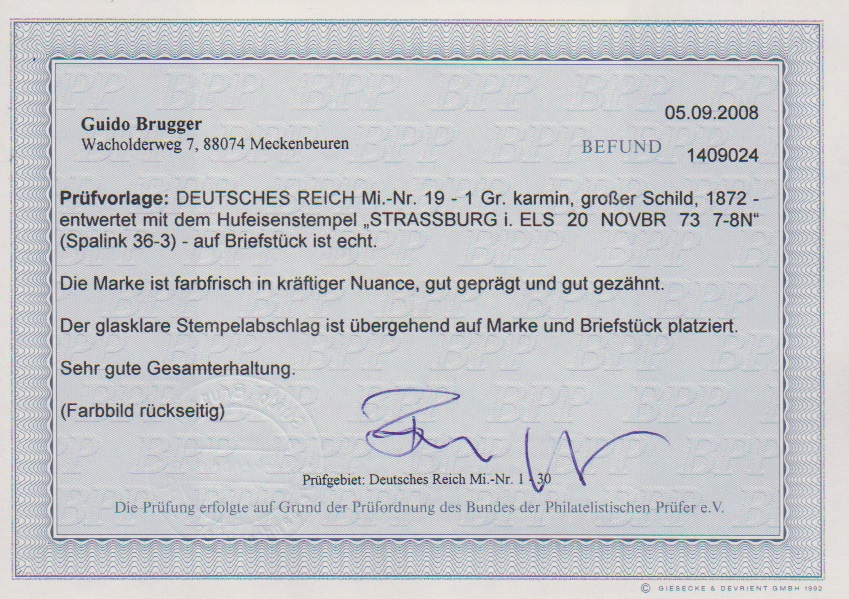 05.09.2008
Guido Brugger
Wacholderweg 7, 88074 Meckenbeuren
BEFUND
1409024
Prüfvorlage: DEUTSCHES REICH Mi.-Nr. 19 - 1 Gr. karmin, großer Schild, 1872 -
entwertet mit dem Hufeisenstempel „STRASSBURG i. ELS 20 NOVBR 73 7-8N“
(Spalink 36-3) - auf Briefstück ist echt.
Die Marke ist farbfrisch in kräftiger Nuance, gut geprägt und gut gezähnt.
Der glasklare Stempelabschlag ist übergehend auf Marke und Briefstück platziert.
Sehr gute Gesamterhaltung.
(Farbbild rückseitig)
Prüfgebiet: Deutsches Reich Mi.-Nr. 1 - 30
Die Prüfung erfolgte auf Grund der Prüfordnung des Bundes der Philatelistischen Prüfer e.V.
© GIESECKE & DEVRIENT GMBH 1992